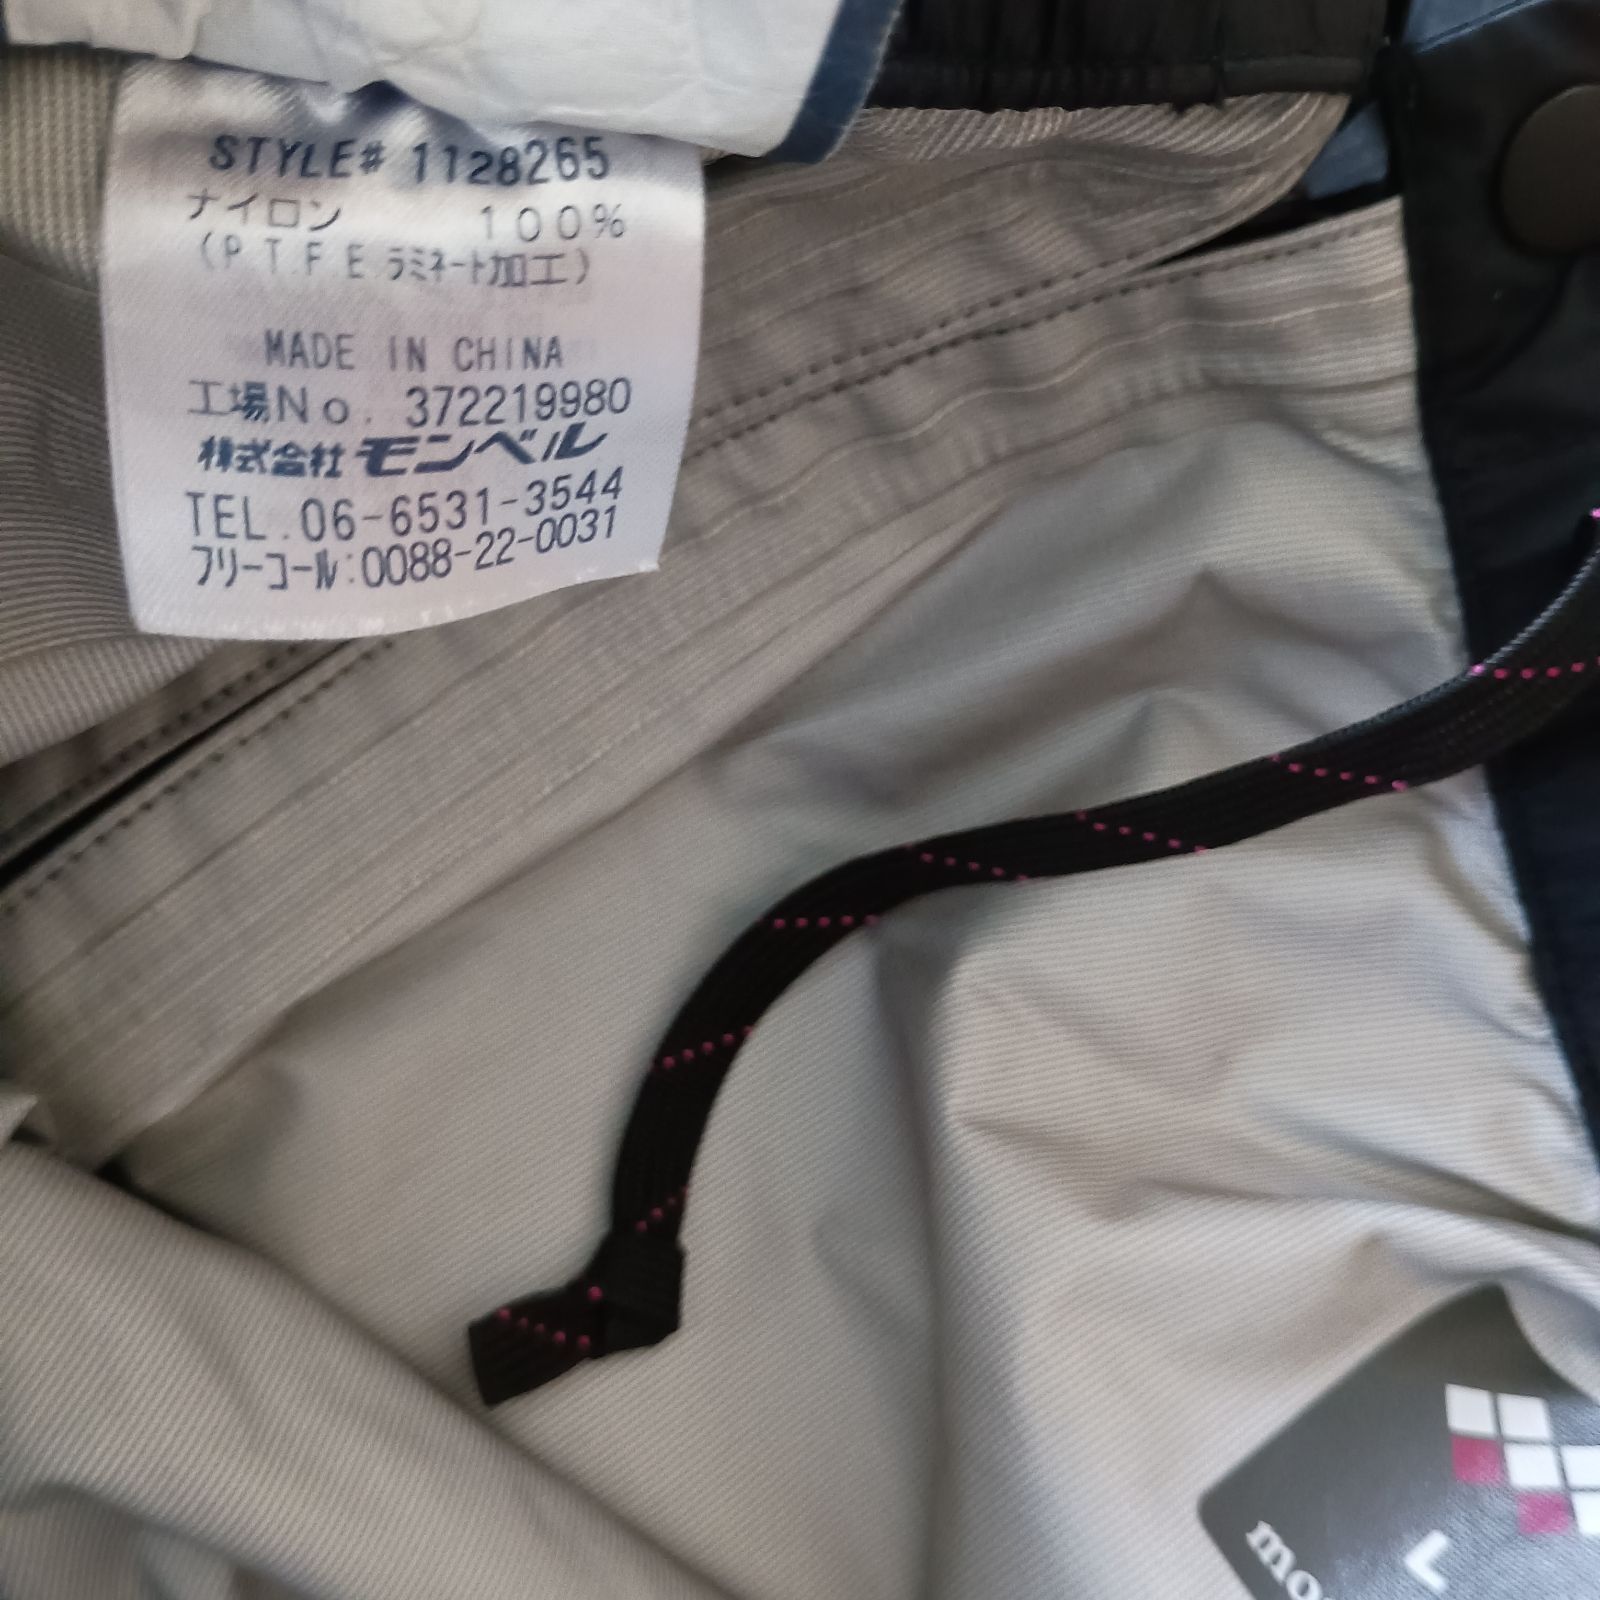 STYLE# 1128265
ナイロン 100%
(P.T.F.E.ラミネート加工)
MADE IN CHINA
工場No. 372219980
株式会社 モンベル
TEL.06-6531-3544
フリーコール:0088-22-0031
L
mo